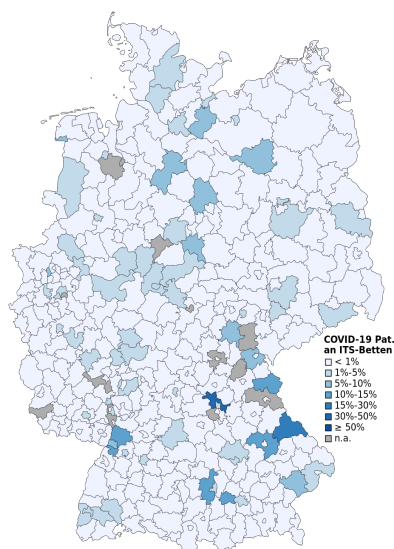 COVID-19 Pat.
an ITS-Betten
< 1%
1%-5%
5%-10%
10%-15%
15%-30%
30%-50%
≥ 50%
n.a.